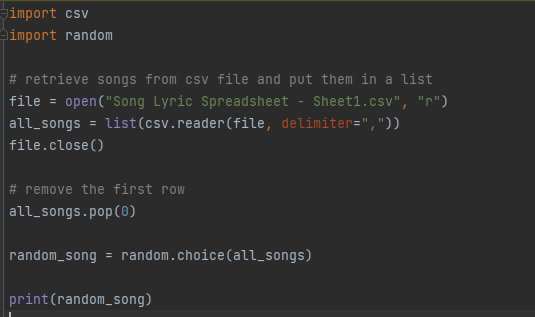 import csv
import random
# retrieve songs from csv file and put them in a list
file = open("Song Lyric Spreadsheet - Sheet1.csv", "r")
all_songs = list(csv.reader(file, delimiter=","))
file.close()
# remove the first row
all_songs.pop(0)
random_song = random.choice(all_songs)
print(random_song)